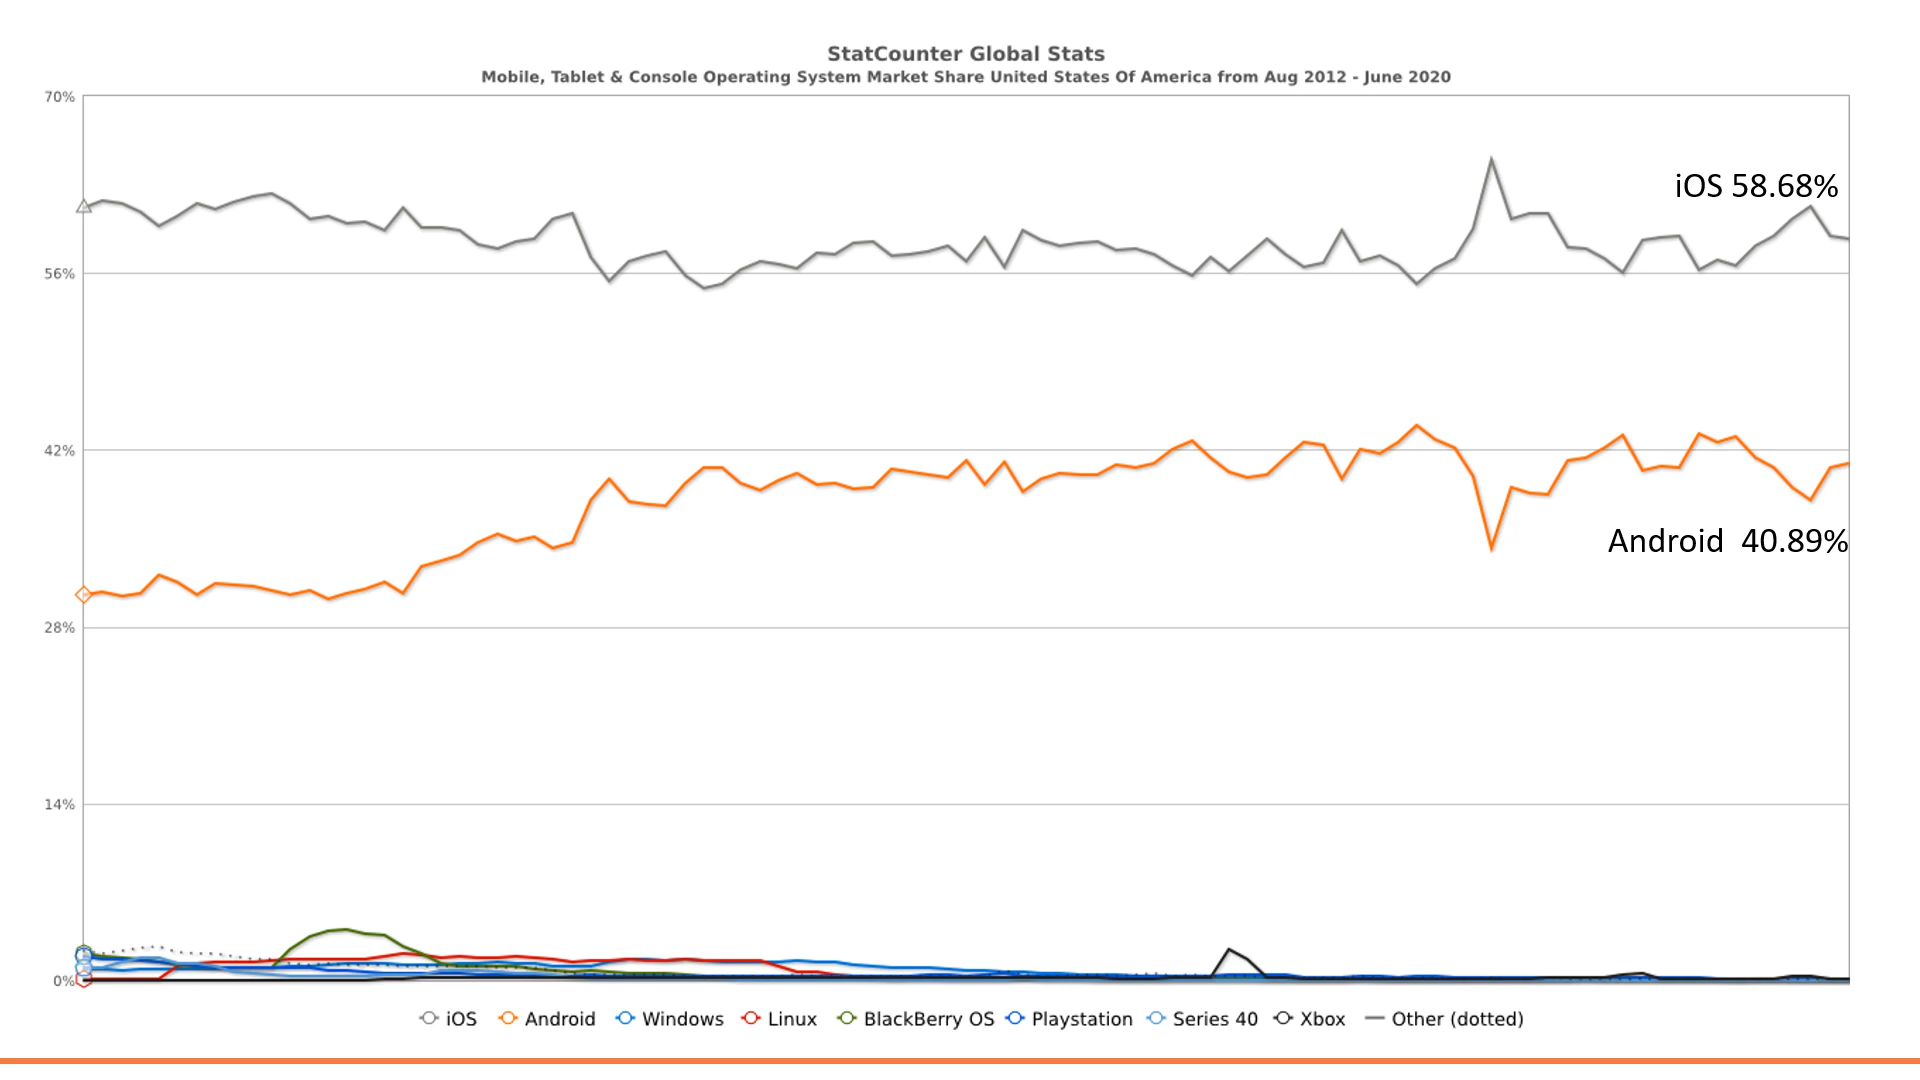 StatCounter Global Stats
Mobile, Tablet & Console Operating System Market Share United States Of America from Aug 2012 - June 2020
70%
iOS 58.68%
56%
42%
Android  40.89%
28%
14%
0%
iOS Android Windows Linux BlackBerry OS Playstation Series 40 Xbox Other (dotted)